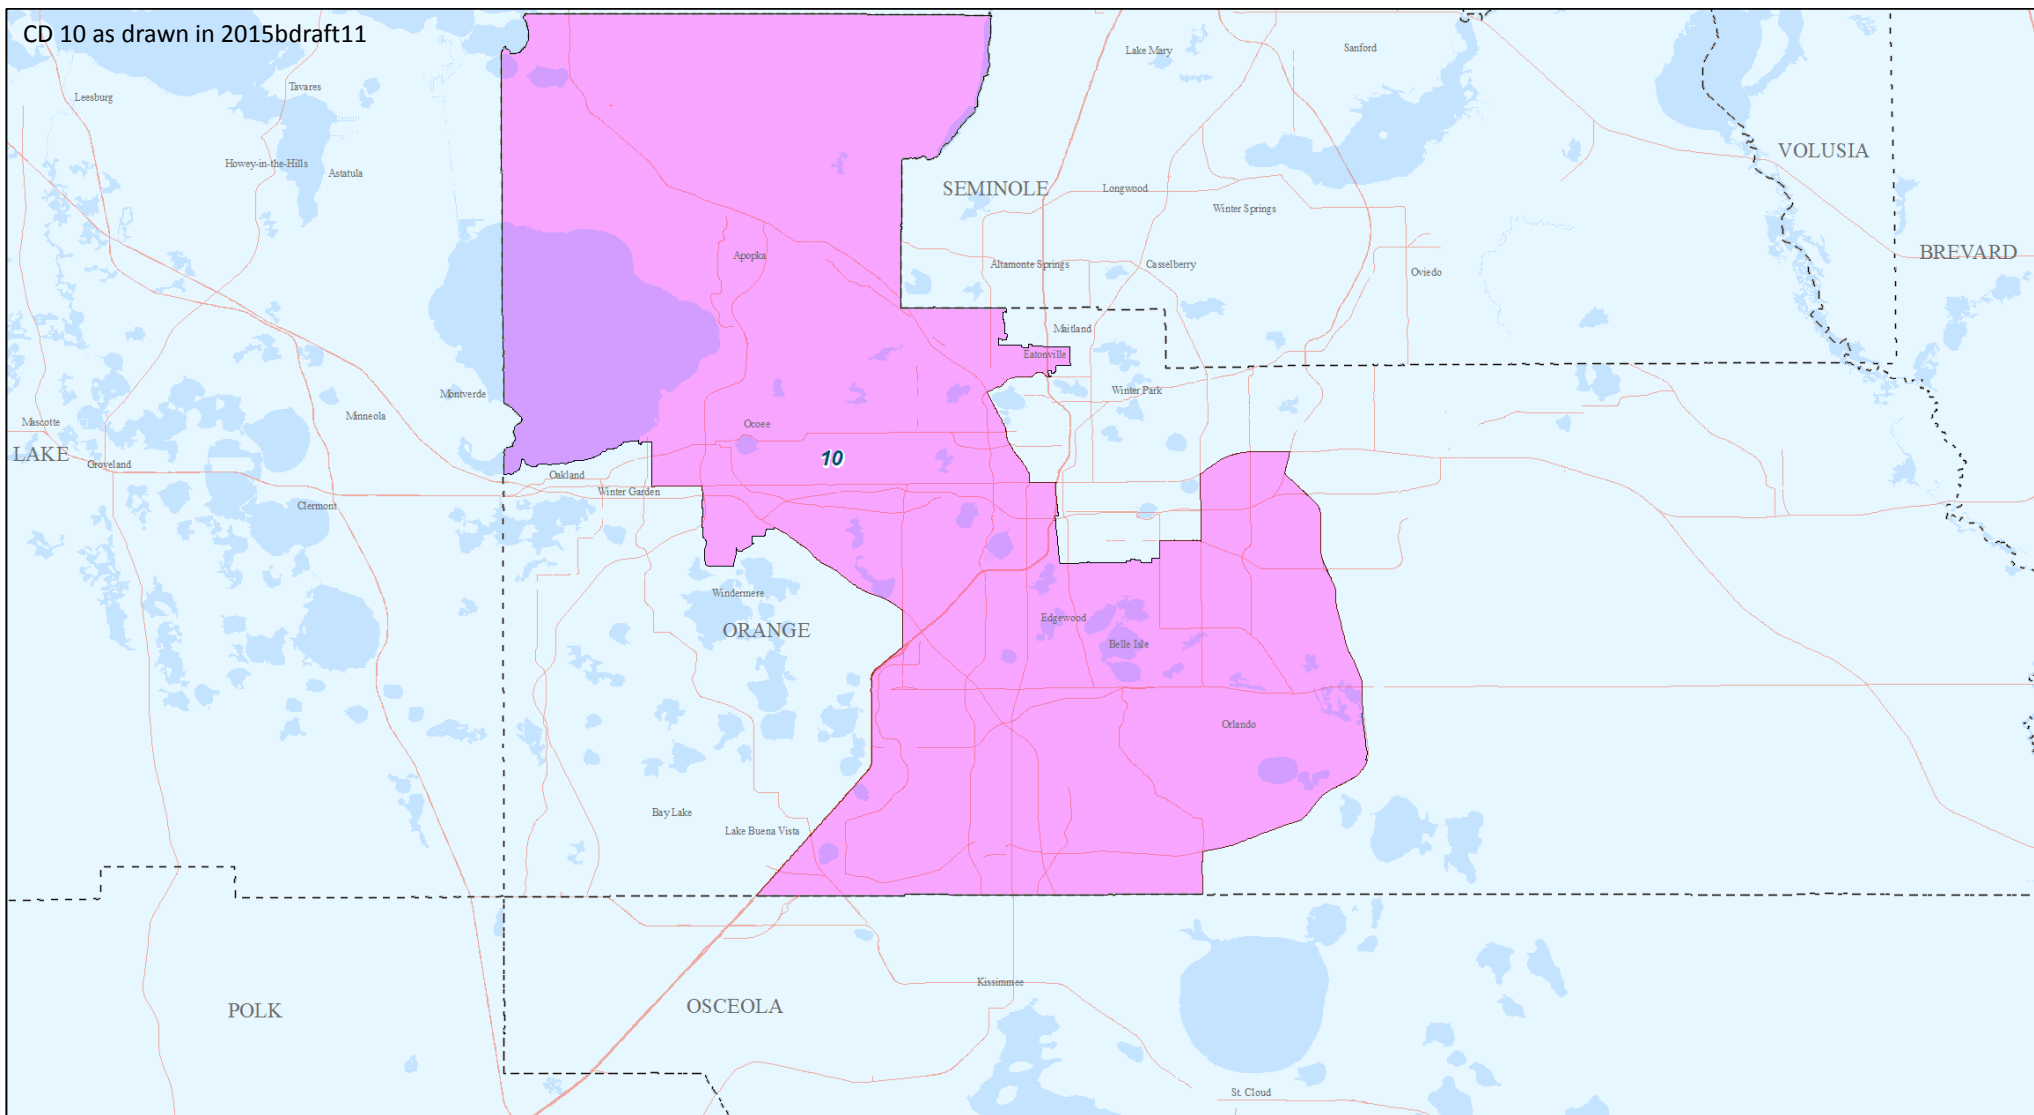 CD 10 as drawn in 2015bdraft11
Lake Mary
Sanford
Leesburg
Tavares
VOLUSIA
Howey-in-the-Hills
Astatula
SEMINOLE
Longwood
Winter Springs
BREVARD
Apopka
Altamonte Springs
Casselberry
Oviedo
Maitland
Eatonville
Montverde
Winter Park
Minneola
Mascotte
Ocoee
LAKE
10
Groveland
Oakland
Winter Garden
Clermont
Windermere
ORANGE
Edgewood
Belle Isle
Orlando
Bay Lake
Lake Buena Vista
Kissimmee
POLK
OSCEOLA
St. Cloud